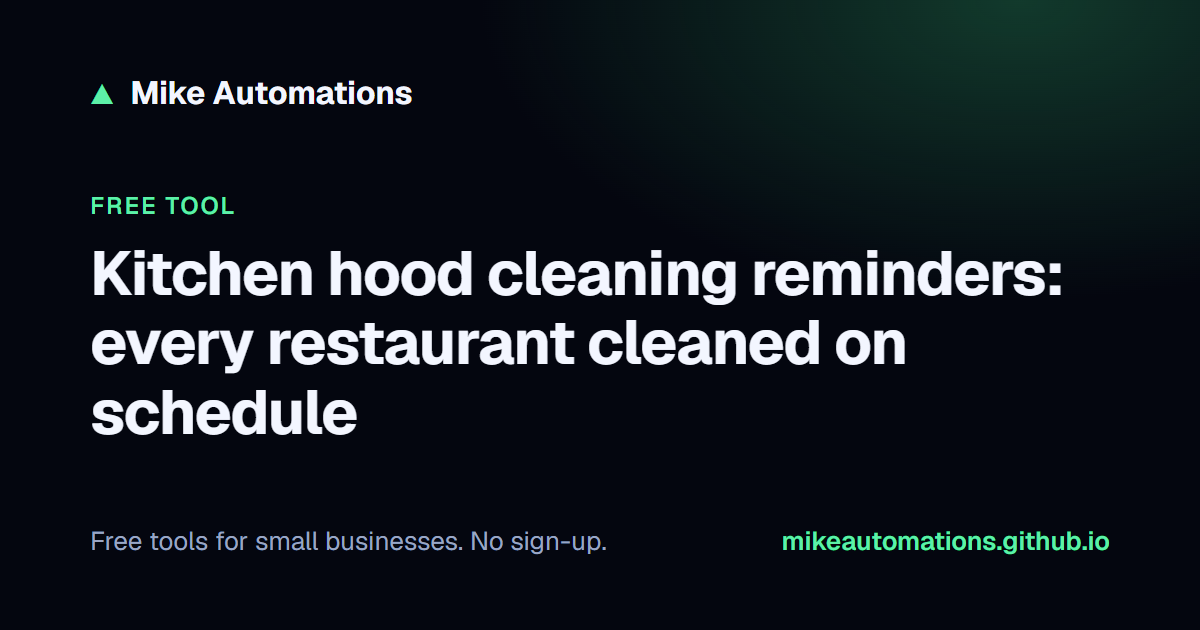 Mike Automations
FREE TOOL
Kitchen hood cleaning reminders:
every restaurant cleaned on
schedule
Free tools for small businesses. No sign-up.
mikeautomations.github.io